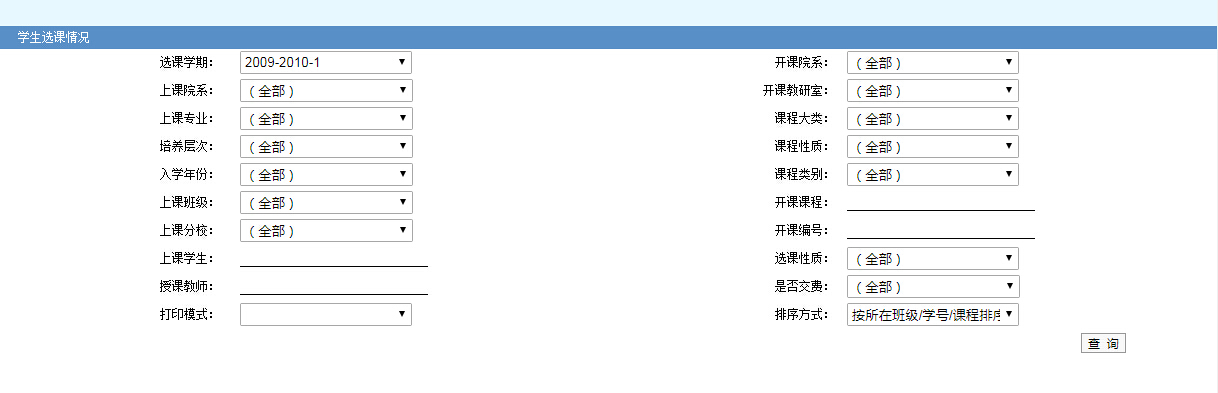 学生选课情况
选课学期： 2009-2010-1 开课院系： （全部）
上课院系： （全部） 开课教研室： （全部）
上课专业： （全部） 课程大类： （全部）
培养层次： （全部） 课程性质： （全部）
入学年份： （全部） 课程类别： （全部）
上课班级： （全部） 开课课程：
上课分校： （全部） 开课编号：
上课学生： 选课性质： （全部）
授课教师： 是否交费： （全部）
打印模式： 排序方式： 按所在班级/学号/课程排序
查 询